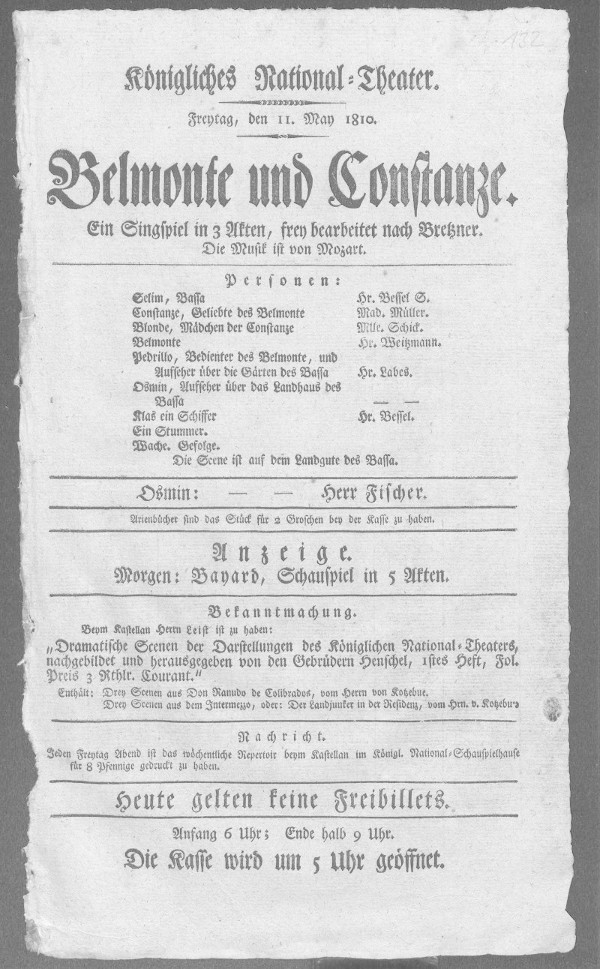 132
Königliches National-Theater.
Freytag, den 11. May 1810.
Belmonte und Constanze.
Ein Singspiel in 3 Akten, frey bearbeitet nach Bretzner.
Die Musik ist von Mozart.
Personen:
Selim, Bassa Hr. Bessel S.
Constanze, Geliebte des Belmonte Mad. Müller.
Blonde, Mädchen der Constanze Mlle. Schick.
Belmonte Hr. Weitzmann.
Pedrillo, Bedienter des Belmonte, und
Aufseher über die Gärten des Bassa Hr. Labes.
Osmin, Aufseher über das Landhaus des
Bassa — —
Klas ein Schiffer Hr. Bessel.
Ein Stummer.
Wache. Gefolge.
Die Scene ist auf dem Landgute des Bassa.
Osmin: — — Herr Fischer.
Arienbücher sind das Stück für 2 Groschen bey der Kasse zu haben.
Anzeige.
Morgen: Bayard, Schauspiel in 5 Akten.
Bekanntmachung.
Beym Kastellan Herrn Leist ist zu haben:
„Dramatische Scenen der Darstellungen des Königlichen National-Theaters,
nachgebildet und herausgegeben von den Gebrüdern Henschel, 1stes Heft, Fol.
Preis 3 Rthlr. Courant.“
Enthält: Drey Scenen aus Don Ranudo de Colibrados, vom Herrn von Kotzebue.
Drey Scenen aus dem Intermezzo, oder: Der Landjunker in der Residenz, vom Hrn. v. Kotzebue
Nachricht.
Jeden Freytag Abend ist das wöchentliche Repertoir beym Kastellan im Königl. National-Schauspielhause
für 8 Pfennige gedruckt zu haben.
Heute gelten keine Freibillets.
Anfang 6 Uhr; Ende halb 9 Uhr.
Die Kasse wird um 5 Uhr geöffnet.